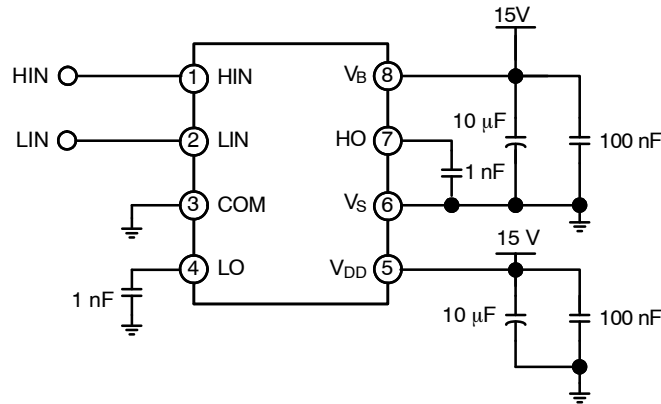 15V
HIN
1
HIN
VB
8
10 μF
100 nF
LIN
2
LIN
HO
7
1 nF
3
COM
VS
6
15 V
4
LO
VDD
5
1 nF
10 μF
100 nF